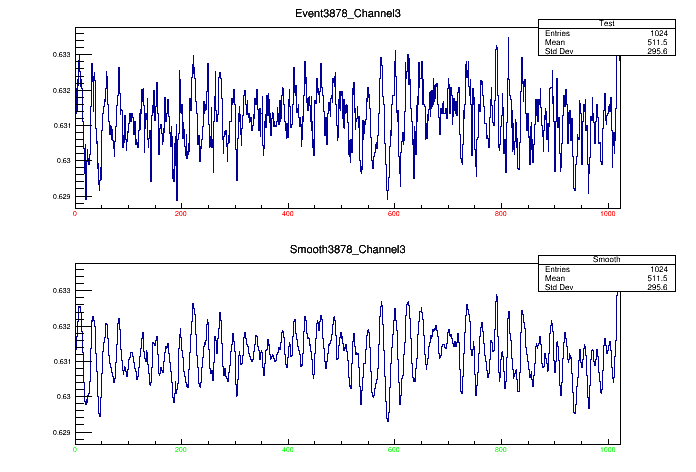 Event3878_Channel3
Test
Entries 1024
Mean 511.5
Std Dev 295.6
0.633
0.632
0.631
0.63
0.629
0 200 400 600 800 1000
Smooth3878_Channel3
Smooth
Entries 1024
Mean 511.5
Std Dev 295.6
0.633
0.632
0.631
0.63
0.629
0 200 400 600 800 1000